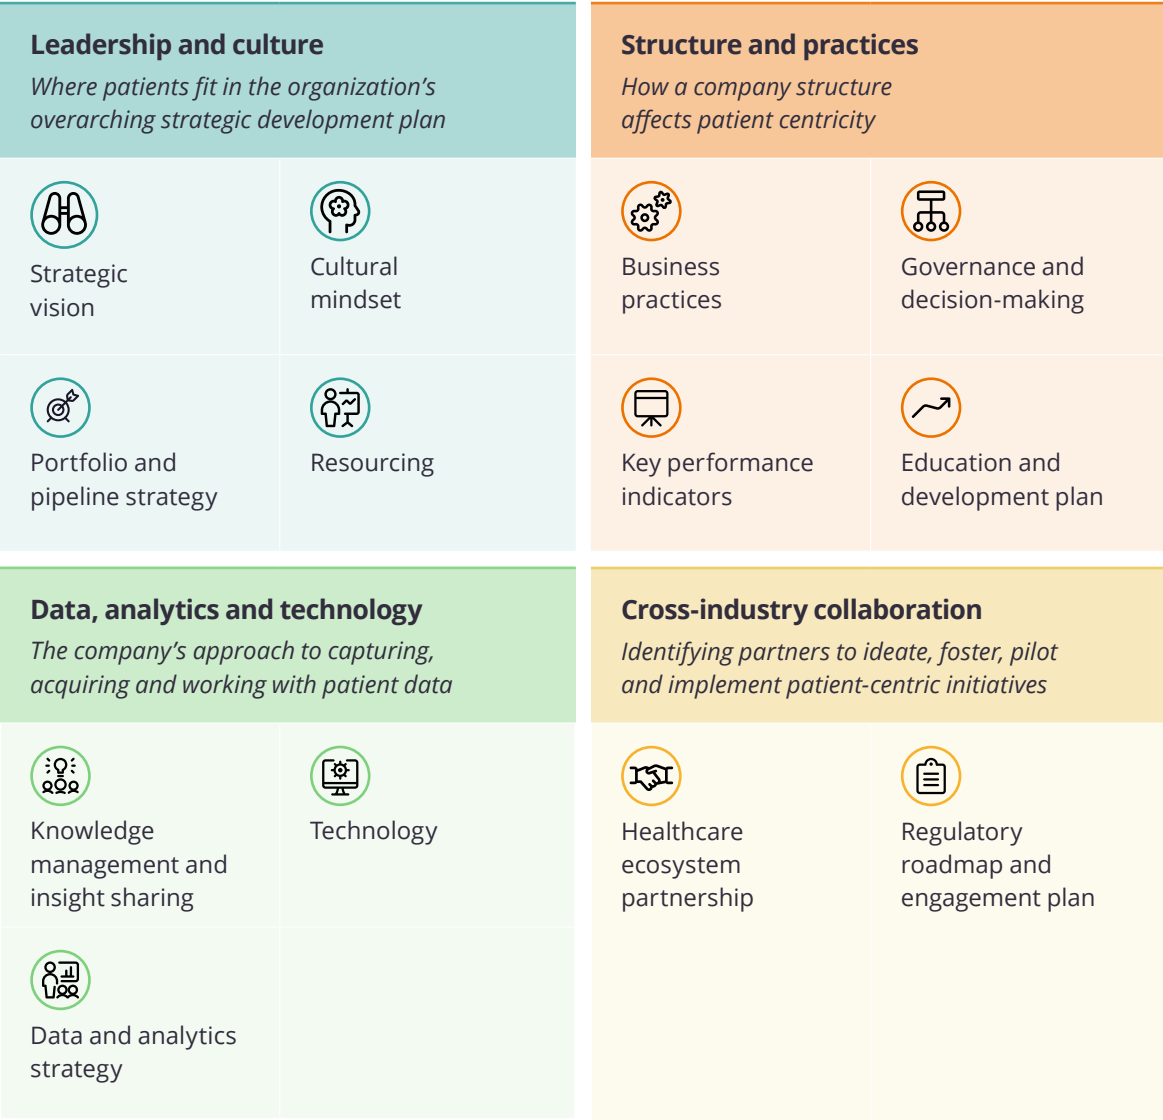 Leadership and culture
Where patients fit in the organization’s
overarching strategic development plan
Strategic
vision
Cultural
mindset
Portfolio and
pipeline strategy
Resourcing
Structure and practices
How a company structure
affects patient centricity
Business
practices
Governance and
decision-making
Key performance
indicators
Education and
development plan
Data, analytics and technology
The company’s approach to capturing,
acquiring and working with patient data
Knowledge
management and
insight sharing
Technology
Data and analytics
strategy
Cross-industry collaboration
Identifying partners to ideate, foster, pilot
and implement patient-centric initiatives
Healthcare
ecosystem
partnership
Regulatory
roadmap and
engagement plan